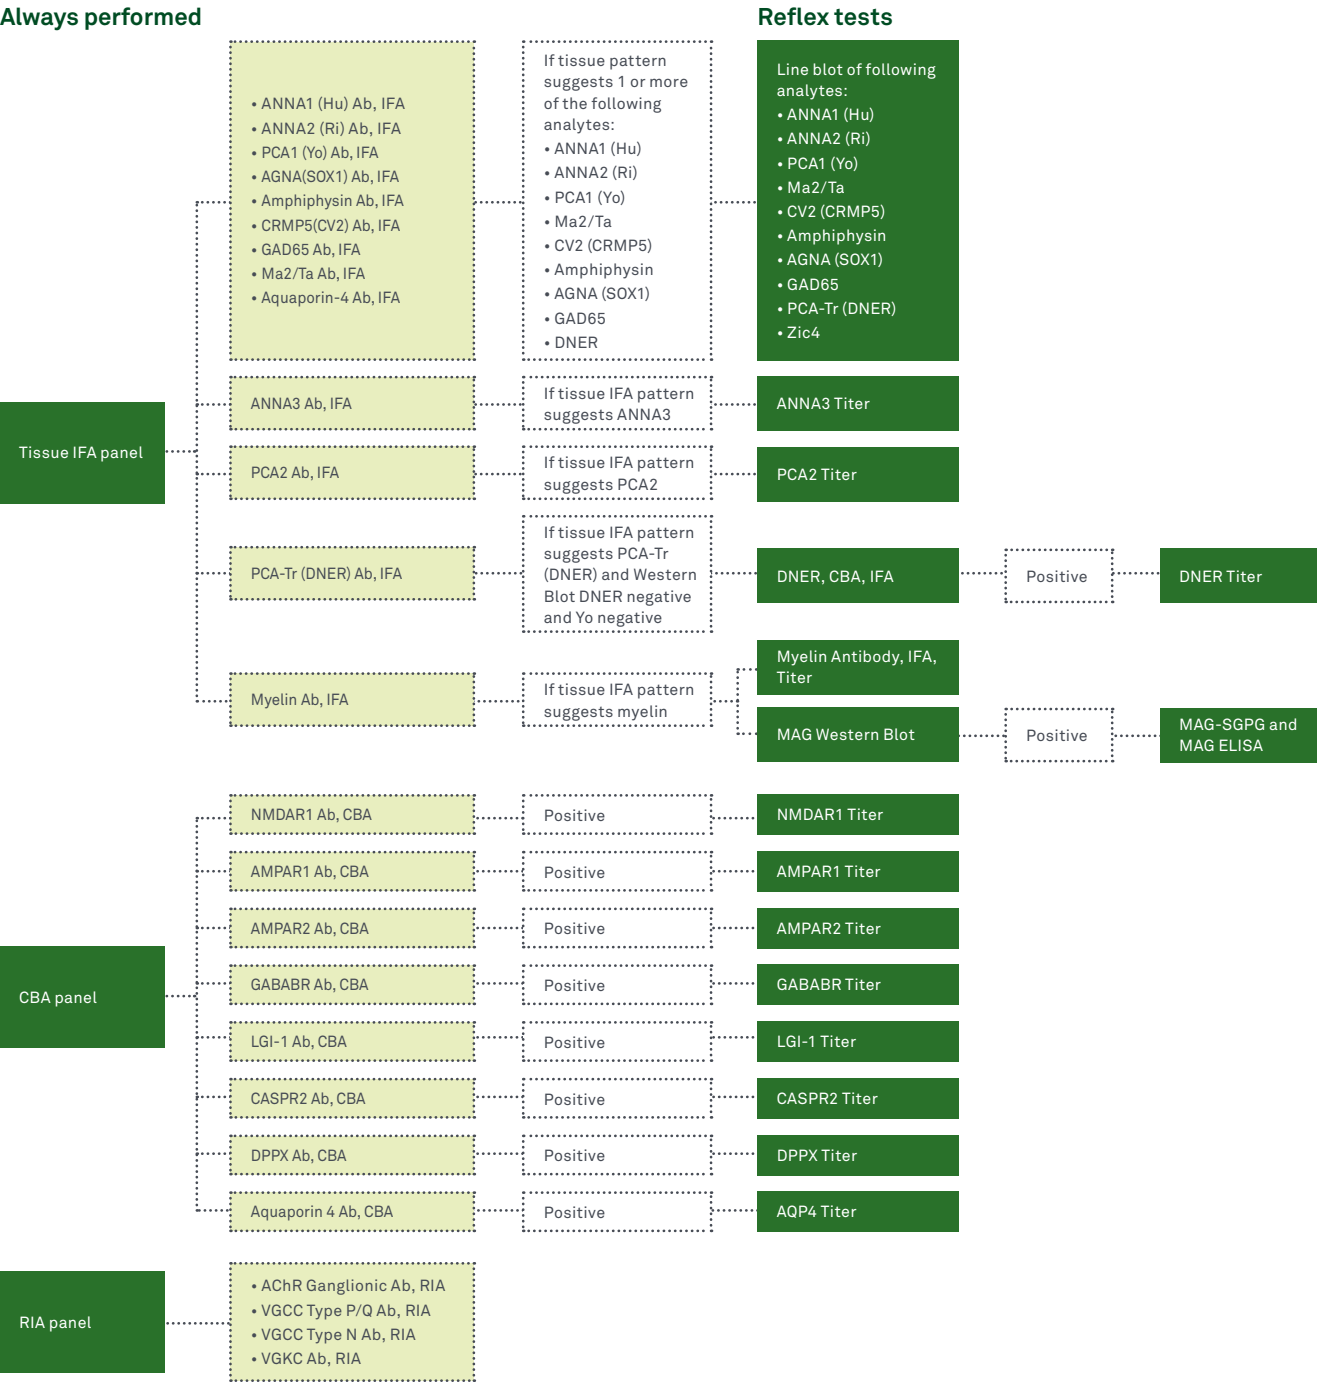 Always performed
Reflex tests
Tissue IFA panel
• ANNA1 (Hu) Ab, IFA
• ANNA2 (Ri) Ab, IFA
• PCA1 (Yo) Ab, IFA
• AGNA(SOX1) Ab, IFA
• Amphiphysin Ab, IFA
• CRMP5(CV2) Ab, IFA
• GAD65 Ab, IFA
• Ma2/Ta Ab, IFA
• Aquaporin-4 Ab, IFA
If tissue pattern
suggests 1 or more
of the following
analytes:
• ANNA1 (Hu)
• ANNA2 (Ri)
• PCA1 (Yo)
• Ma2/Ta
• CV2 (CRMP5)
• Amphiphysin
• AGNA (SOX1)
• GAD65
• DNER
Line blot of following
analytes:
• ANNA1 (Hu)
• ANNA2 (Ri)
• PCA1 (Yo)
• Ma2/Ta
• CV2 (CRMP5)
• Amphiphysin
• AGNA (SOX1)
• GAD65
• PCA-Tr (DNER)
• Zic4
ANNA3 Ab, IFA
If tissue IFA pattern
suggests ANNA3
ANNA3 Titer
PCA2 Ab, IFA
If tissue IFA pattern
suggests PCA2
PCA2 Titer
PCA-Tr (DNER) Ab, IFA
If tissue IFA pattern
suggests PCA-Tr
(DNER) and Western
Blot DNER negative
and Yo negative
DNER, CBA, IFA
Positive
DNER Titer
Myelin Ab, IFA
If tissue IFA pattern
suggests myelin
Myelin Antibody, IFA,
Titer
MAG Western Blot
Positive
MAG-SGPG and
MAG ELISA
CBA panel
NMDAR1 Ab, CBA
Positive
NMDAR1 Titer
AMPAR1 Ab, CBA
Positive
AMPAR1 Titer
AMPAR2 Ab, CBA
Positive
AMPAR2 Titer
GABABR Ab, CBA
Positive
GABABR Titer
LGI-1 Ab, CBA
Positive
LGI-1 Titer
CASPR2 Ab, CBA
Positive
CASPR2 Titer
DPPX Ab, CBA
Positive
DPPX Titer
Aquaporin 4 Ab, CBA
Positive
AQP4 Titer
RIA panel
• AChR Ganglionic Ab, RIA
• VGCC Type P/Q Ab, RIA
• VGCC Type N Ab, RIA
• VGKC Ab, RIA